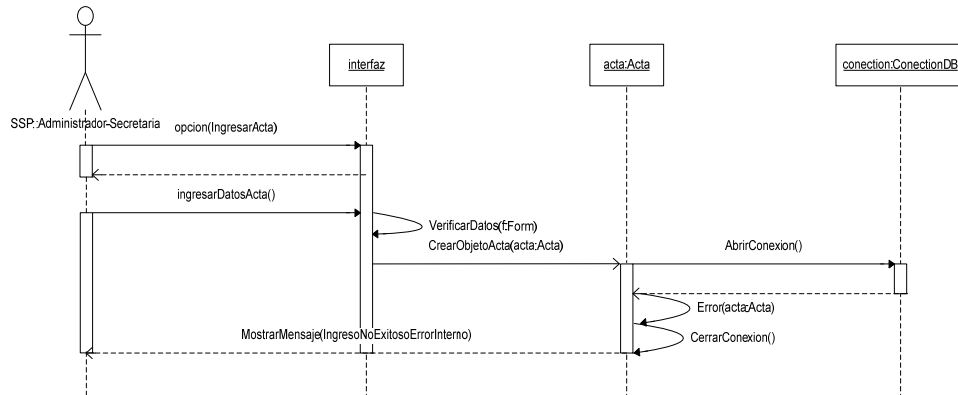 interfaz
acta:Acta
conection:ConectionDB
SSP::Administrador-Secretaria
opcion(IngresarActa)
ingresarDatosActa()
VerificarDatos(f:Form)
CrearObjetoActa(acta:Acta)
AbrirConexion()
Error(acta:Acta)
MostrarMensaje(IngresoNoExitosoErrorInterno)
CerrarConexion()